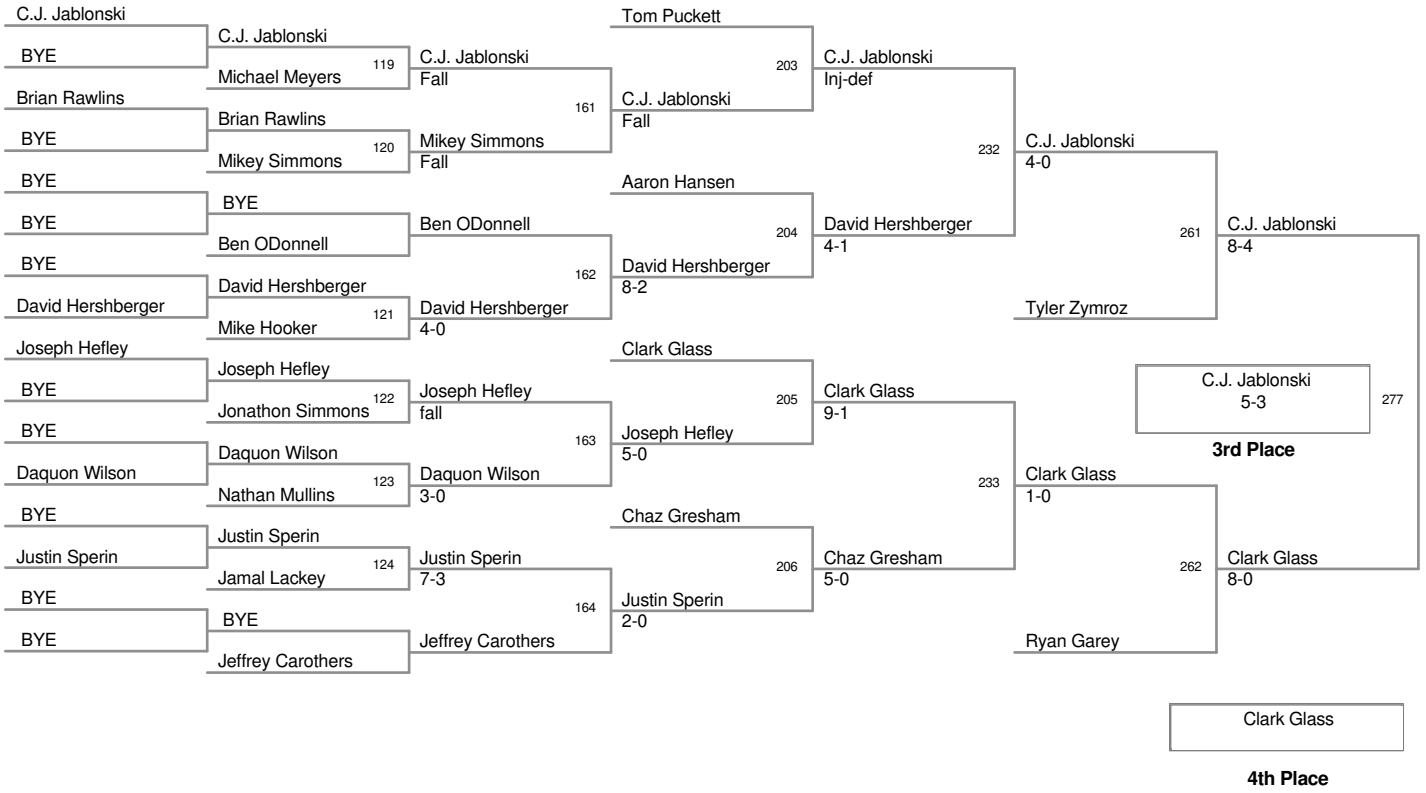 C.J. Jablonski
BYE
Brian Rawlins
BYE
BYE
BYE
BYE
David Hershberger
Joseph Hefley
BYE
BYE
Daquon Wilson
BYE
Justin Sperin
BYE
BYE
C.J. Jablonski
119
Michael Meyers
Brian Rawlins
120
Mikey Simmons
BYE
Ben ODonnell
David Hershberger
121
Mike Hooker
Joseph Hefley
122
Jonathon Simmons
Daquon Wilson
123
Nathan Mullins
Justin Sperin
124
Jamal Lackey
BYE
Jeffrey Carothers
C.J. Jablonski
Fall
161
Mikey Simmons
Fall
Ben ODonnell
162
David Hershberger
4-0
Joseph Hefley
fall
163
Daquon Wilson
3-0
Justin Sperin
7-3
164
Jeffrey Carothers
Tom Puckett
203
C.J. Jablonski
Fall
Aaron Hansen
204
David Hershberger
8-2
Clark Glass
205
Joseph Hefley
5-0
Chaz Gresham
206
Justin Sperin
2-0
C.J. Jablonski
Inj-def
232
David Hershberger
4-1
Clark Glass
9-1
233
Chaz Gresham
5-0
C.J. Jablonski
4-0
261
Tyler Zymroz
Clark Glass
1-0
262
Ryan Garey
C.J. Jablonski
8-4
277
Clark Glass
8-0
C.J. Jablonski
5-3
3rd Place
Clark Glass
4th Place